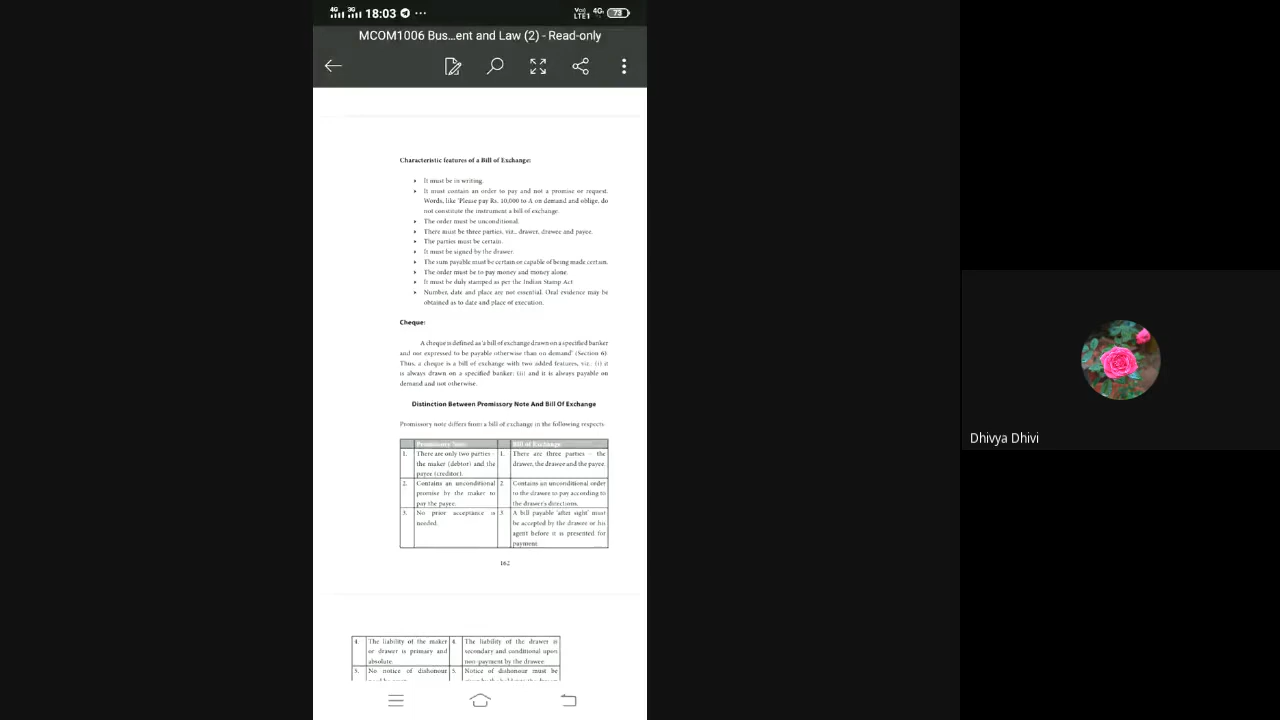 4G 3G 18:03 ...
Vo) LTE1 4G 73
MCOM1006 Bus...ent and Law (2) - Read-only
Characteristic features of a Bill of Exchange:
It must be in writing.
It must contain an order to pay and not a promise or request.
Words, like 'Please pay Rs. 10,000 to A on demand and oblige, do
not constitute the instrument a bill of exchange.
The order must be unconditional.
There must be three parties, viz., drawer, drawee and payee.
The parties must be certain.
It must be signed by the drawer.
The sum payable must be certain or capable of being made certain.
The order must be to pay money and money alone.
It must be duly stamped as per the Indian Stamp Act
Number, date and place are not essential. Oral evidence may be
obtained as to date and place of execution.
Cheque:
A cheque is defined as 'a bill of exchange drawn on a specified banker
and not expressed to be payable otherwise than on demand' (Section 6).
Thus, a cheque is a bill of exchange with two added features, viz., (i) it
is always drawn on a specified banker; (ii) and it is always payable on
demand and not otherwise.
Distinction Between Promissory Note And Bill Of Exchange
Promissory note differs from a bill of exchange in the following respects:
Promissory Note Bill of Exchange
1. There are only two parties – the maker (debtor) and the payee (creditor). 1. There are three parties – the drawer, the drawee and the payee.
2. Contains an unconditional promise by the maker to pay the payee. 2. Contains an unconditional order to the drawee to pay according to the drawer's directions.
3. No prior acceptance is needed. 3 A bill payable 'after sight' must be accepted by the drawee or his agent before it is presented for payment.
162
4. The liability of the maker or drawer is primary and absolute. 4. The liability of the drawer is secondary and conditional upon non-payment by the drawee
5. No notice of dishonour 5. Notice of dishonour must be
Dhivya Dhivi